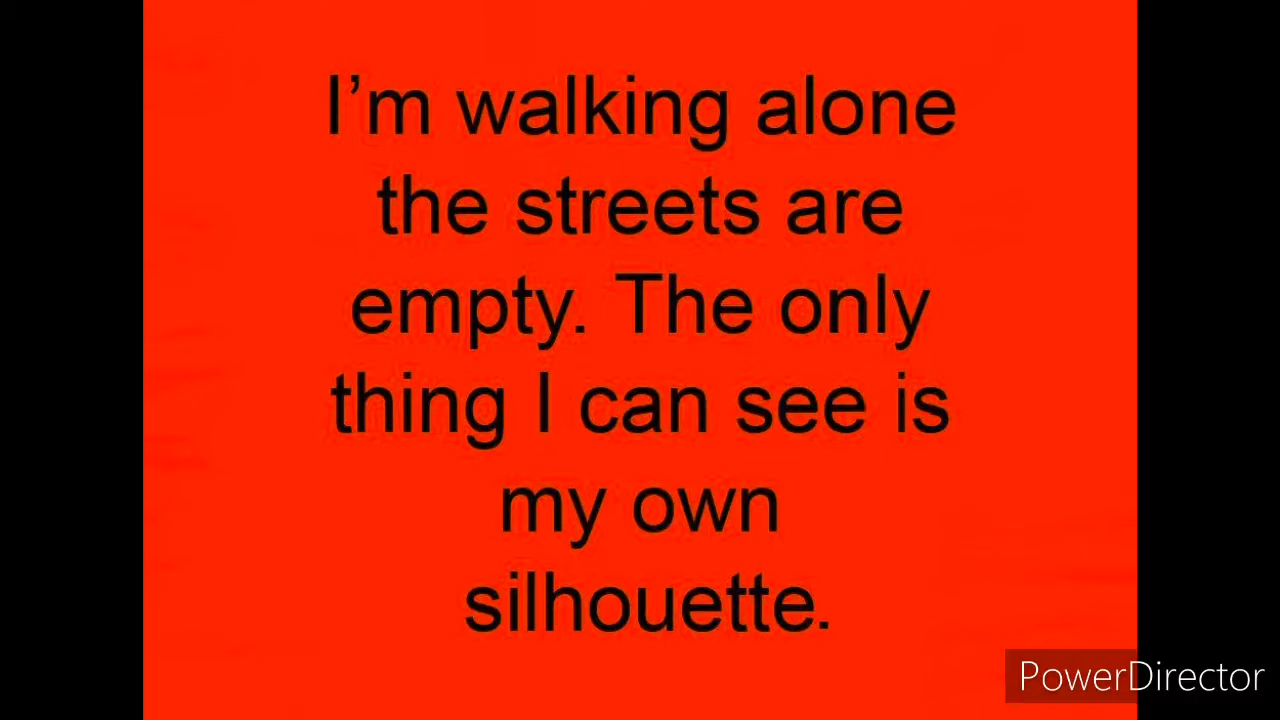 I’m walking alone
the streets are
empty. The only
thing I can see is
my own
silhouette.
PowerDirector